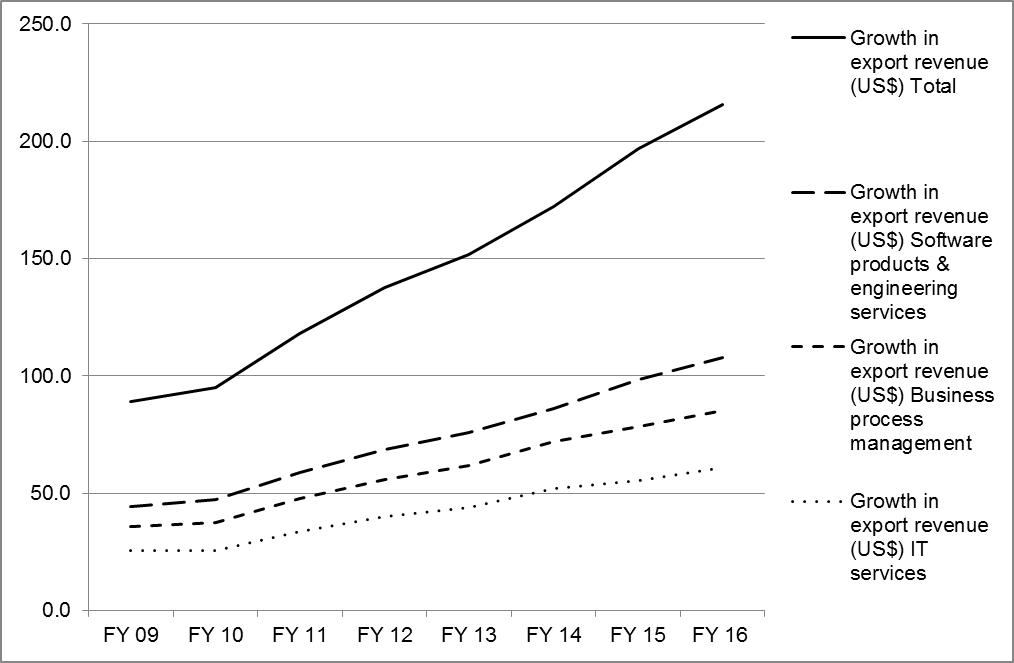 250.0
200.0
150.0
100.0
50.0
0.0
FY 09 FY 10 FY 11 FY 12 FY 13 FY 14 FY 15 FY 16
Growth in
export revenue
(US$) Total
Growth in
export revenue
(US$) Software
products &
engineering
services
Growth in
export revenue
(US$) Business
process
management
Growth in
export revenue
(US$) IT
services